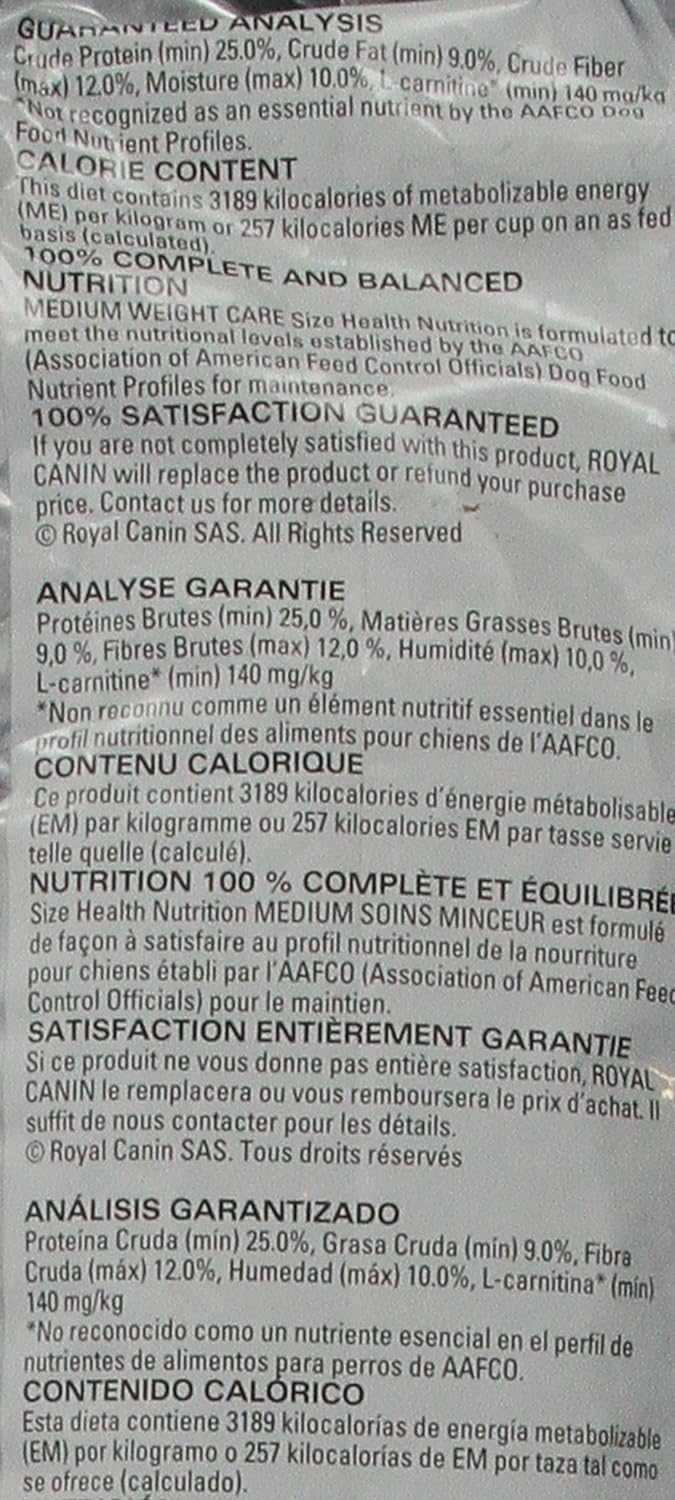 GUARANTEED ANALYSIS
Crude Protein (min) 25.0%, Crude Fat (min) 9.0%, Crude Fiber
(max) 12.0%, Moisture (max) 10.0%, L-carnitine* (min) 140 mg/kg
*Not recognized as an essential nutrient by the AAFCO Dog
Food Nutrient Profiles.
CALORIE CONTENT
This diet contains 3189 kilocalories of metabolizable energy
(ME) per kilogram or 257 kilocalories ME per cup on an as fed
basis (calculated).
100% COMPLETE AND BALANCED
NUTRITION
MEDIUM WEIGHT CARE Size Health Nutrition is formulated to
meet the nutritional levels established by the AAFCO
(Association of American Feed Control Officials) Dog Food
Nutrient Profiles for maintenance.
100% SATISFACTION GUARANTEED
If you are not completely satisfied with this product, ROYAL
CANIN will replace the product or refund your purchase
price. Contact us for more details.
© Royal Canin SAS. All Rights Reserved
ANALYSE GARANTIE
Protéines Brutes (min) 25,0 %, Matières Grasses Brutes (min)
9,0 %, Fibres Brutes (max) 12,0 %, Humidité (max) 10,0 %,
L-carnitine* (min) 140 mg/kg
*Non reconnu comme un élément nutritif essentiel dans le
profil nutritionnel des aliments pour chiens de l'AAFCO.
CONTENU CALORIQUE
Ce produit contient 3189 kilocalories d'énergie métabolisable
(EM) par kilogramme ou 257 kilocalories EM par tasse servie
telle quelle (calculé).
NUTRITION 100 % COMPLÈTE ET ÉQUILIBRÉE
Size Health Nutrition MEDIUM SOINS MINCEUR est formulé
de façon à satisfaire au profil nutritionnel de la nourriture
pour chiens établi par l'AAFCO (Association of American Feed
Control Officials) pour le maintien.
SATISFACTION ENTIÈREMENT GARANTIE
Si ce produit ne vous donne pas entière satisfaction, ROYAL
CANIN le remplacera ou vous remboursera le prix d'achat. Il
suffit de nous contacter pour les détails.
© Royal Canin SAS. Tous droits réservés
ANÁLISIS GARANTIZADO
Proteína Cruda (mín) 25.0%, Grasa Cruda (mín) 9.0%, Fibra
Cruda (máx) 12.0%, Humedad (máx) 10.0%, L-carnitina* (mín)
140 mg/kg
*No reconocido como un nutriente esencial en el perfil de
nutrientes de alimentos para perros de AAFCO.
CONTENIDO CALÓRICO
Esta dieta contiene 3189 kilocalorías de energía metabolizable
(EM) por kilogramo o 257 kilocalorías de EM por taza tal como
se ofrece (calculado).